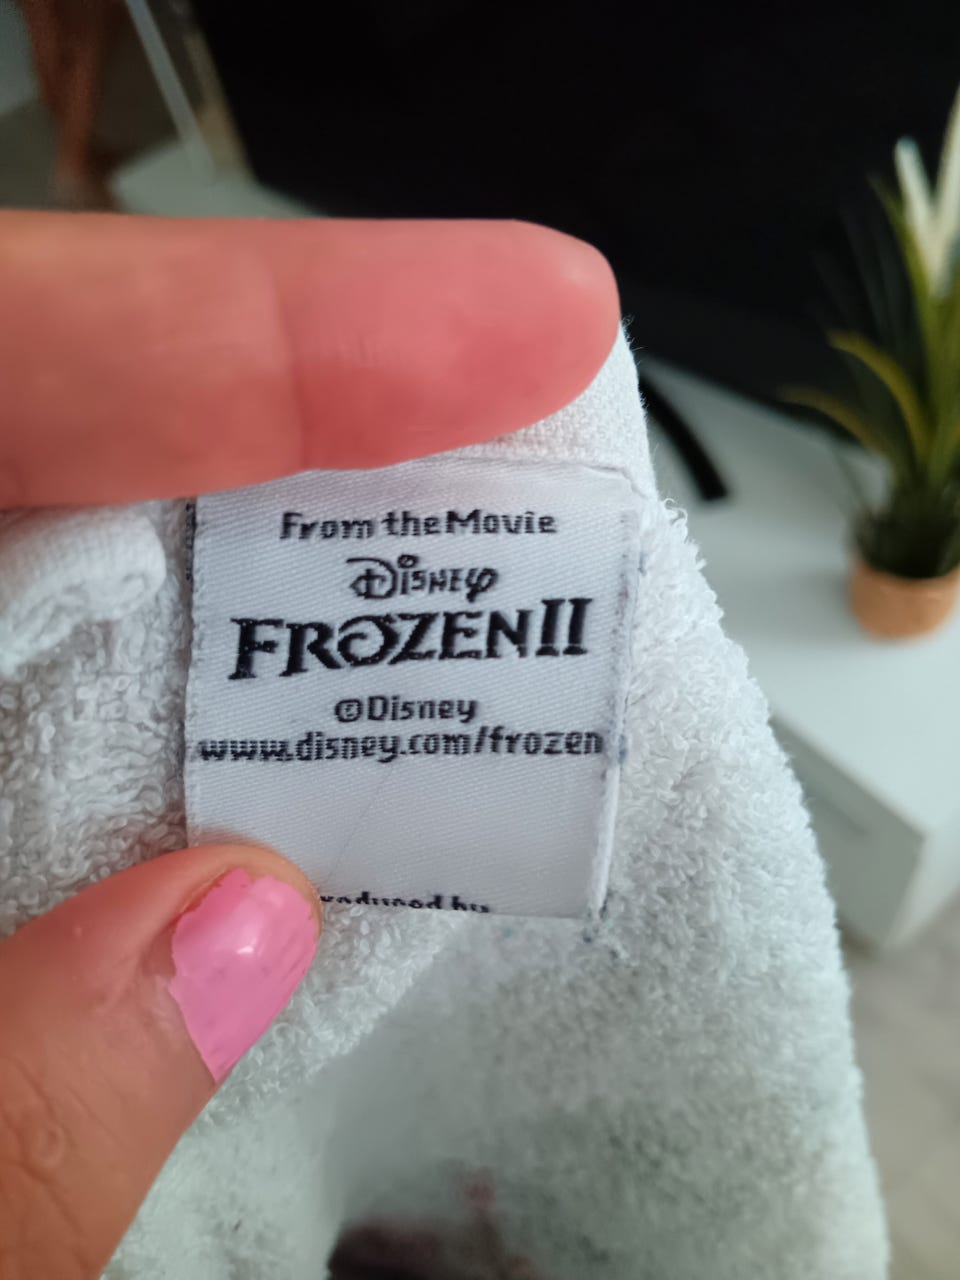 From the Movie
Disney
FROZEN II
©Disney
www.disney.com/frozen